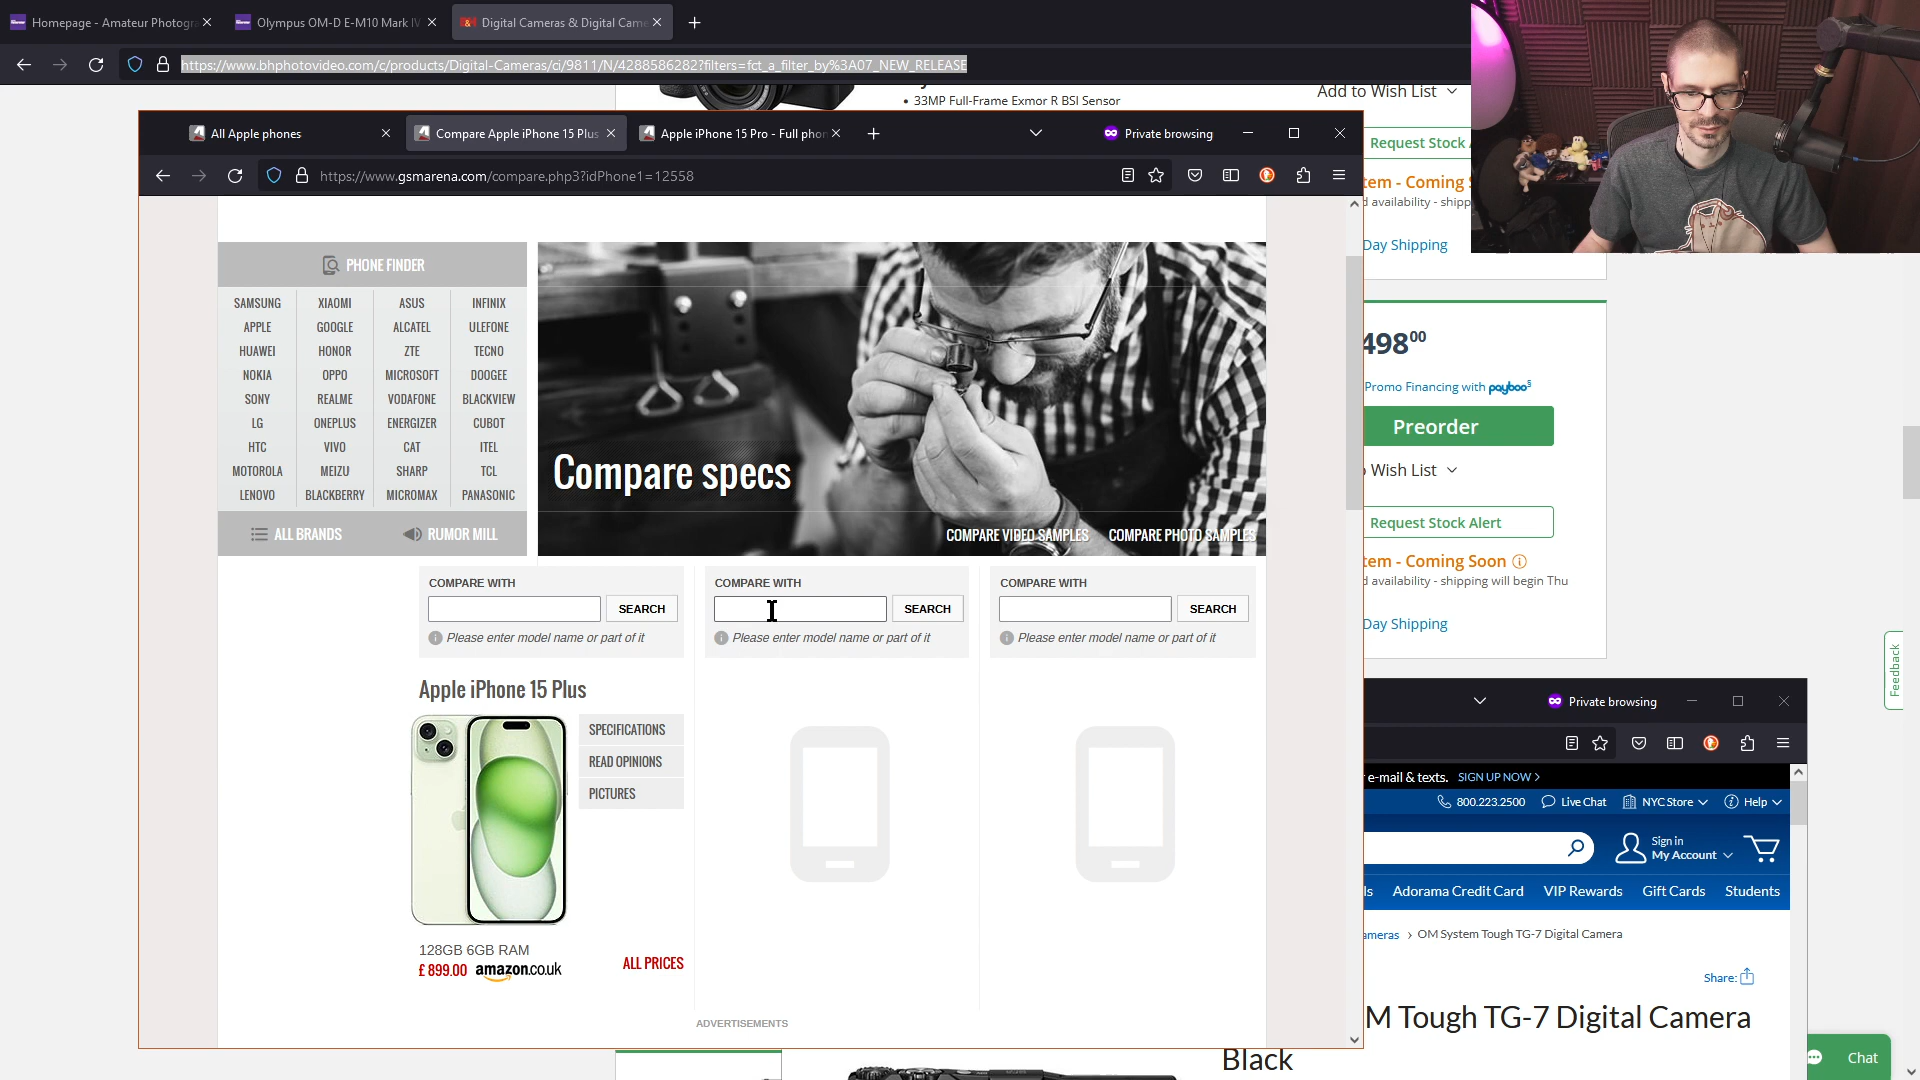 Homepage - Amateur Photogra
Olympus OM-D E-M10 Mark IV
Digital Cameras & Digital Came
https://www.bhphotovideo.com/c/products/Digital-Cameras/ci/9811/N/4288586282?filters=fct_a_filter_by%3A07_NEW_RELEASE
• 33MP Full-Frame Exmor R BSI Sensor
Add to Wish List
Request Stock
tem - Coming
d availability - shipp
Day Shipping
All Apple phones
Compare Apple iPhone 15 Plus
Apple iPhone 15 Pro - Full phon
Private browsing
https://www.gsmarena.com/compare.php3?idPhone1=12558
PHONE FINDER
SAMSUNG XIAOMI ASUS INFINIX
APPLE GOOGLE ALCATEL ULEFONE
HUAWEI HONOR ZTE TECNO
NOKIA OPPO MICROSOFT DOOGEE
SONY REALME VODAFONE BLACKVIEW
LG ONEPLUS ENERGIZER CUBOT
HTC VIVO CAT ITEL
MOTOROLA MEIZU SHARP TCL
LENOVO BLACKBERRY MICROMAX PANASONIC
ALL BRANDS RUMOR MILL
Compare specs
COMPARE VIDEO SAMPLES COMPARE PHOTO SAMPLES
COMPARE WITH COMPARE WITH COMPARE WITH
SEARCH SEARCH SEARCH
Please enter model name or part of it Please enter model name or part of it Please enter model name or part of it
Apple iPhone 15 Plus
SPECIFICATIONS
READ OPINIONS
PICTURES
128GB 6GB RAM
£ 899.00 amazon.co.uk ALL PRICES
ADVERTISEMENTS
498⁰⁰
Promo Financing with payboo§
Preorder
Wish List
Request Stock Alert
tem - Coming Soon
d availability - shipping will begin Thu
Day Shipping
Feedback
Private browsing
e-mail & texts. SIGN UP NOW >
800.223.2500 Live Chat NYC Store Help
Sign in
My Account
ls Adorama Credit Card VIP Rewards Gift Cards Students
ameras > OM System Tough TG-7 Digital Camera
Share:
M Tough TG-7 Digital Camera
Black
Chat